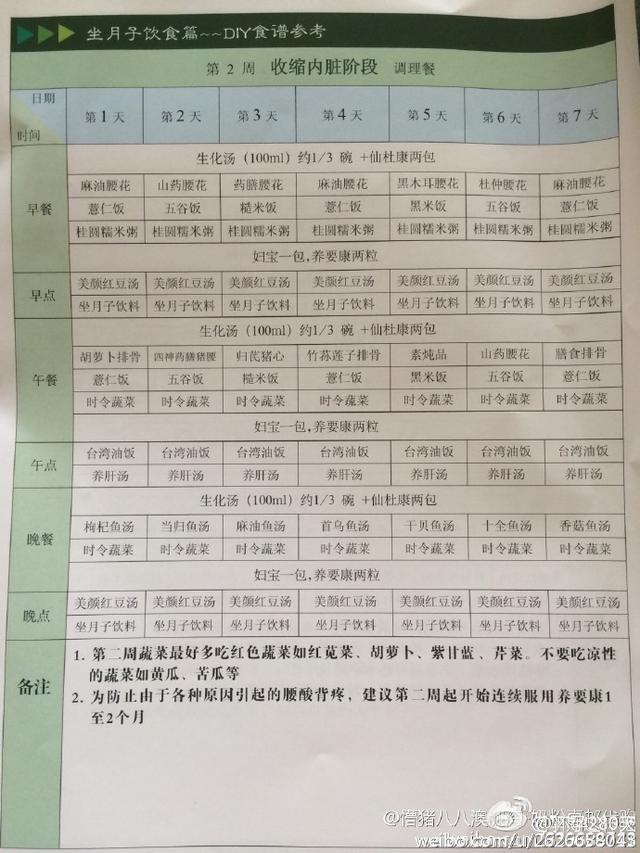 坐月子饮食篇~~DIY食谱参考
第 2 周 收缩内脏阶段 调理餐
日期 时间 第1天 第2天 第3天 第4天 第5天 第6天 第7天
早餐
生化汤（100ml）约1/3 碗 +仙杜康两包
麻油腰花 山药腰花 药膳腰花 麻油腰花 黑木耳腰花 杜仲腰花 麻油腰花
薏仁饭 五谷饭 糙米饭 薏仁饭 黑米饭 五谷饭 薏仁饭
桂圆糯米粥 桂圆糯米粥 桂圆糯米粥 桂圆糯米粥 桂圆糯米粥 桂圆糯米粥 桂圆糯米粥
妇宝一包,养要康两粒
早点
美颜红豆汤 美颜红豆汤 美颜红豆汤 美颜红豆汤 美颜红豆汤 美颜红豆汤 美颜红豆汤
坐月子饮料 坐月子饮料 坐月子饮料 坐月子饮料 坐月子饮料 坐月子饮料 坐月子饮料
午餐
生化汤（100ml）约1/3 碗 +仙杜康两包
胡萝卜排骨 四神药膳猪腰 归芪猪心 竹荪莲子排骨 素炖品 山药腰花 膳食排骨
薏仁饭 五谷饭 糙米饭 薏仁饭 黑米饭 五谷饭 薏仁饭
时令蔬菜 时令蔬菜 时令蔬菜 时令蔬菜 时令蔬菜 时令蔬菜 时令蔬菜
妇宝一包,养要康两粒
午点
台湾油饭 台湾油饭 台湾油饭 台湾油饭 台湾油饭 台湾油饭 台湾油饭
养肝汤 养肝汤 养肝汤 养肝汤 养肝汤 养肝汤 养肝汤
晚餐
生化汤（100ml）约1/3 碗 +仙杜康两包
枸杞鱼汤 当归鱼汤 麻油鱼汤 首乌鱼汤 干贝鱼汤 十全鱼汤 香菇鱼汤
时令蔬菜 时令蔬菜 时令蔬菜 时令蔬菜 时令蔬菜 时令蔬菜 时令蔬菜
妇宝一包,养要康两粒
晚点
美颜红豆汤 美颜红豆汤 美颜红豆汤 美颜红豆汤 美颜红豆汤 美颜红豆汤 美颜红豆汤
坐月子饮料 坐月子饮料 坐月子饮料 坐月子饮料 坐月子饮料 坐月子饮料 坐月子饮料
备注
1. 第二周蔬菜最好多吃红色蔬菜如红苋菜、胡萝卜、紫甘蓝、芹菜。不要吃凉性
的蔬菜如黄瓜、苦瓜等
2. 为防止由于各种原因引起的腰酸背疼，建议第二周起开始连续服用养要康1
至2个月
weibo.com/u/2626658043